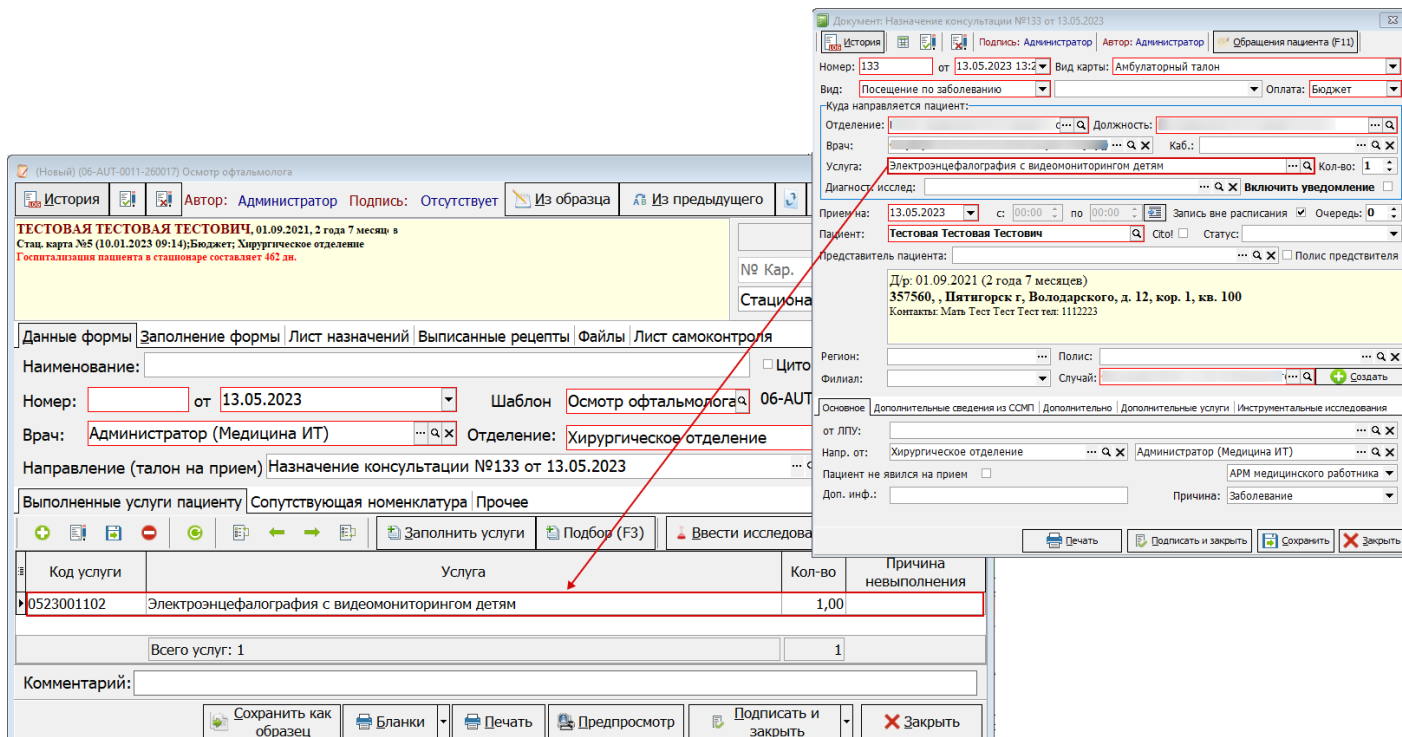 Документ: Назначение консультации №133 от 13.05.2023
История Подпись: Администратор Автор: Администратор Обращения пациента (F11)
Номер: 133 от 13.05.2023 13:2 Вид карты: Амбулаторный талон
Вид: Посещение по заболеванию Оплата: Бюджет
Куда направляется пациент:
Отделение: Должность:
Врач: Каб.:
Услуга: Электроэнцефалография с видеомониторингом детям Кол-во: 1
Диагност. исслед: Включить уведомление
Прием на: 13.05.2023 с: 00:00 по 00:00 Запись вне расписания Очередь: 0
Пациент: Тестовая Тестовая Тестович Cito! Статус:
Представитель пациента: Полис предствителя
Д/р: 01.09.2021 (2 года 7 месяцев)
357560, , Пятигорск г, Володарского, д. 12, кор. 1, кв. 100
Контакты: Мать Тест Тест Тест тел: 1112223
Регион: Полис:
Филиал: Случай: Создать
Основное Дополнительные сведения из ССМП Дополнительно Дополнительные услуги Инструментальные исследования
от ЛПУ:
Напр. от: Хирургическое отделение Администратор (Медицина ИТ)
Пациент не явился на прием АРМ медицинского работника
Доп. инф.: Причина: Заболевание
Печать Подписать и закрыть Сохранить Закрыть
(Новый) (06-AUT-0011-260017) Осмотр офтальмолога
История Автор: Администратор Подпись: Отсутствует Из образца Из предыдущего
ТЕСТОВАЯ ТЕСТОВАЯ ТЕСТОВИЧ, 01.09.2021, 2 года 7 месяц в
Стац. карта №5 (10.01.2023 09:14);Бюджет; Хирургическое отделение
Госпитализация пациента в стационаре составляет 462 дн.
№ Кар.
Стациона
Данные формы Заполнение формы Лист назначений Выписанные рецепты Файлы Лист самоконтроля
Наименование: Цито
Номер: от 13.05.2023 Шаблон Осмотр офтальмолога 06-AUT
Врач: Администратор (Медицина ИТ) Отделение: Хирургическое отделение
Направление (талон на прием) Назначение консультации №133 от 13.05.2023
Выполненные услуги пациенту Сопутствующая номенклатура Прочее
Заполнить услуги Подбор (F3) Ввести исследова
Код услуги Услуга Кол-во Причина невыполнения
0523001102 Электроэнцефалография с видеомониторингом детям 1,00
Всего услуг: 1 1
Комментарий:
Сохранить как образец Бланки Печать Предпросмотр Подписать и закрыть Закрыть